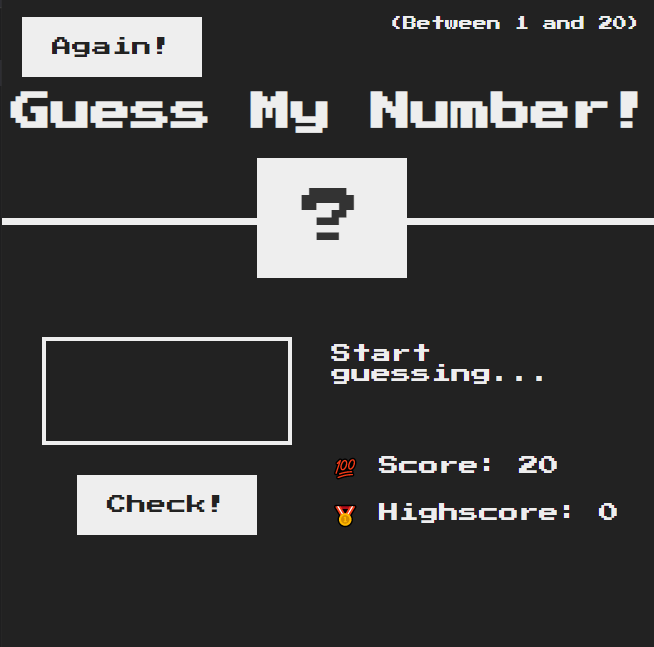 Again!
(Between 1 and 20)
Guess My Number!
?
Start
guessing...
💯 Score: 20
🥇 Highscore: 0
Check!